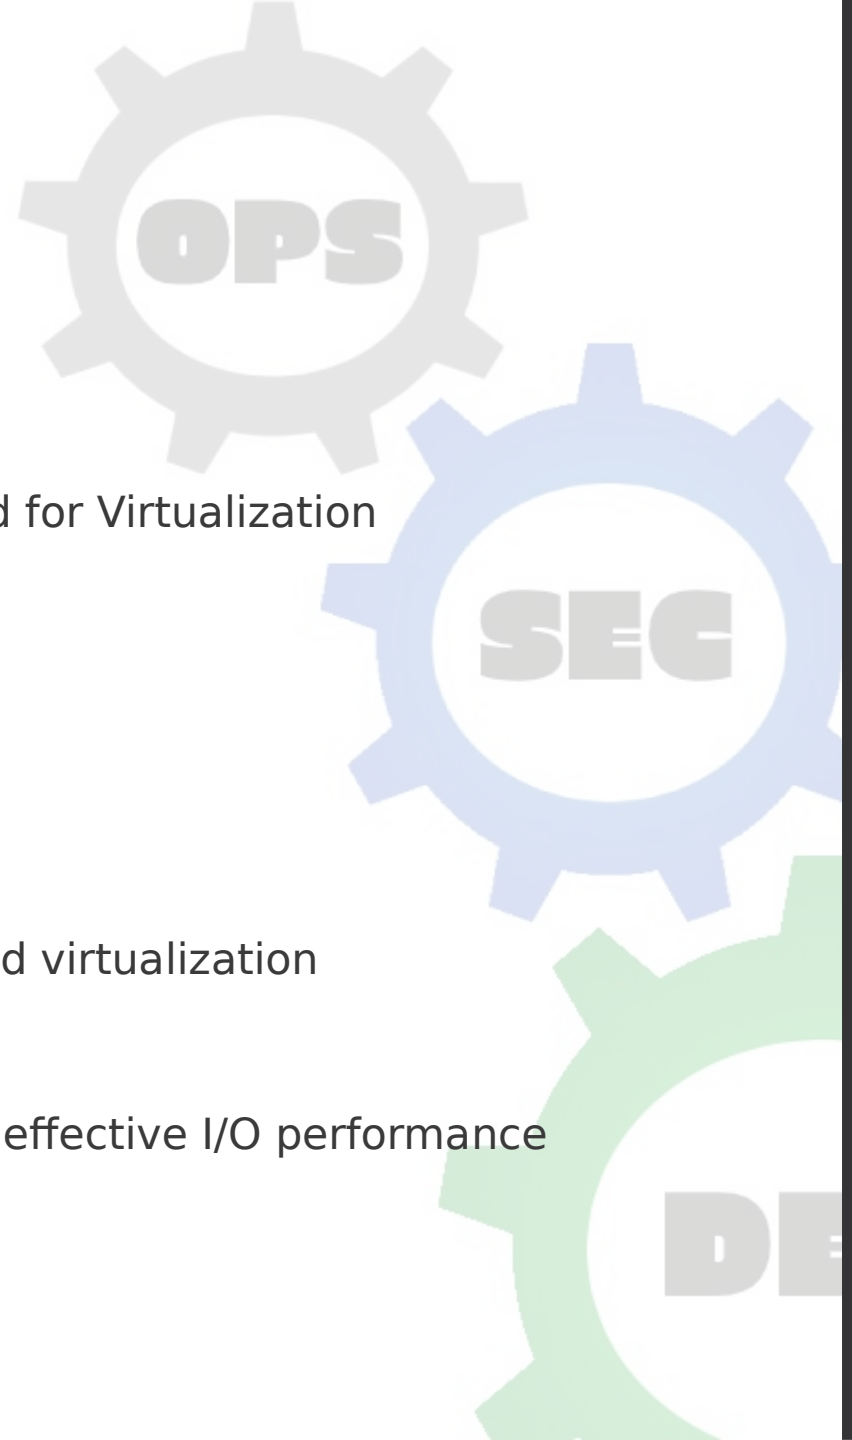 OPS
d for Virtualization
SEC
d virtualization
effective I/O performance
DE